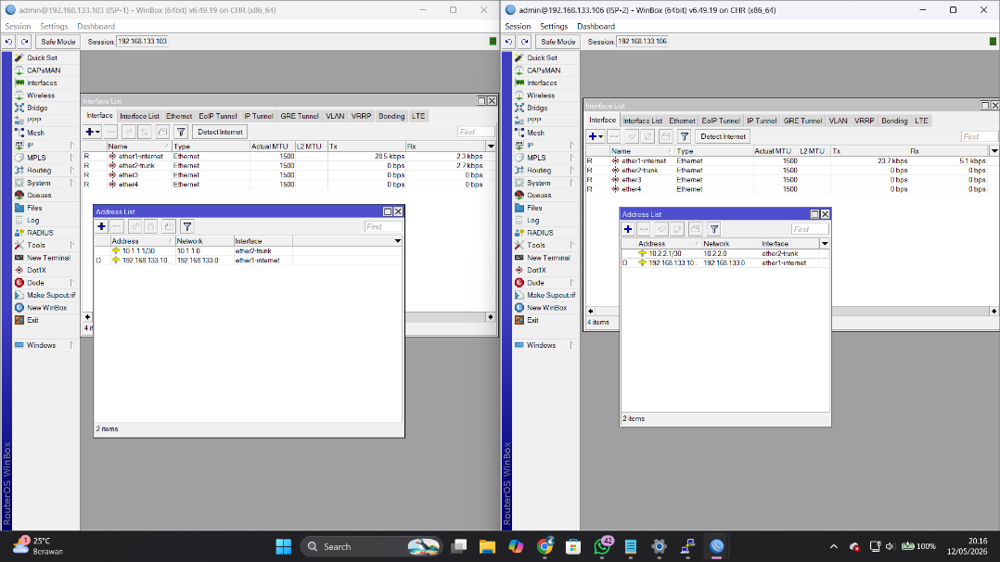 admin@192.168.133.103 (ISP-1) - WinBox (64bit) v6.49.19 on CHR (x86_64)
Session Settings Dashboard
Safe Mode Session: 192.168.133.103
Quick Set
CAPsMAN
Interfaces
Wireless
Bridge
PPP
Mesh
IP
MPLS
Routing
System
Queues
Files
Log
RADIUS
Tools
New Terminal
Dot1X
Dude
Make Supout.rif
New WinBox
Exit
Windows
RouterOS WinBox
Interface List
Interface Interface List Ethernet EoIP Tunnel IP Tunnel GRE Tunnel VLAN VRRP Bonding LTE
Detect Internet Find
Name Type Actual MTU L2 MTU Tx Rx
R ether1-internet Ethernet 1500 28.5 kbps 2.3 kbps
R ether2-trunk Ethernet 1500 0 bps 2.7 kbps
R ether3 Ethernet 1500 0 bps 0 bps
R ether4 Ethernet 1500 0 bps 0 bps
Address List
Find
Address Network Interface
10.1.1.1/30 10.1.1.0 ether2-trunk
D 192.168.133.10... 192.168.133.0 ether1-internet
2 items
admin@192.168.133.106 (ISP-2) - WinBox (64bit) v6.49.19 on CHR (x86_64)
Session Settings Dashboard
Safe Mode Session: 192.168.133.106
Quick Set
CAPsMAN
Interfaces
Wireless
Bridge
PPP
Mesh
IP
MPLS
Routing
System
Queues
Files
Log
RADIUS
Tools
New Terminal
Dot1X
Dude
Make Supout.rif
New WinBox
Exit
Windows
RouterOS WinBox
Interface List
Interface Interface List Ethernet EoIP Tunnel IP Tunnel GRE Tunnel VLAN VRRP Bonding LTE
Detect Internet Find
Name Type Actual MTU L2 MTU Tx Rx
R ether1-internet Ethernet 1500 23.7 kbps 5.1 kbps
R ether2-trunk Ethernet 1500 0 bps 0 bps
R ether3 Ethernet 1500 0 bps 0 bps
R ether4 Ethernet 1500 0 bps 0 bps
4 items
Address List
Find
Address Network Interface
10.2.2.1/30 10.2.2.0 ether2-trunk
D 192.168.133.10... 192.168.133.0 ether1-internet
2 items
1
25°C
Berawan
Search
42
100%
20.16
12/05/2026